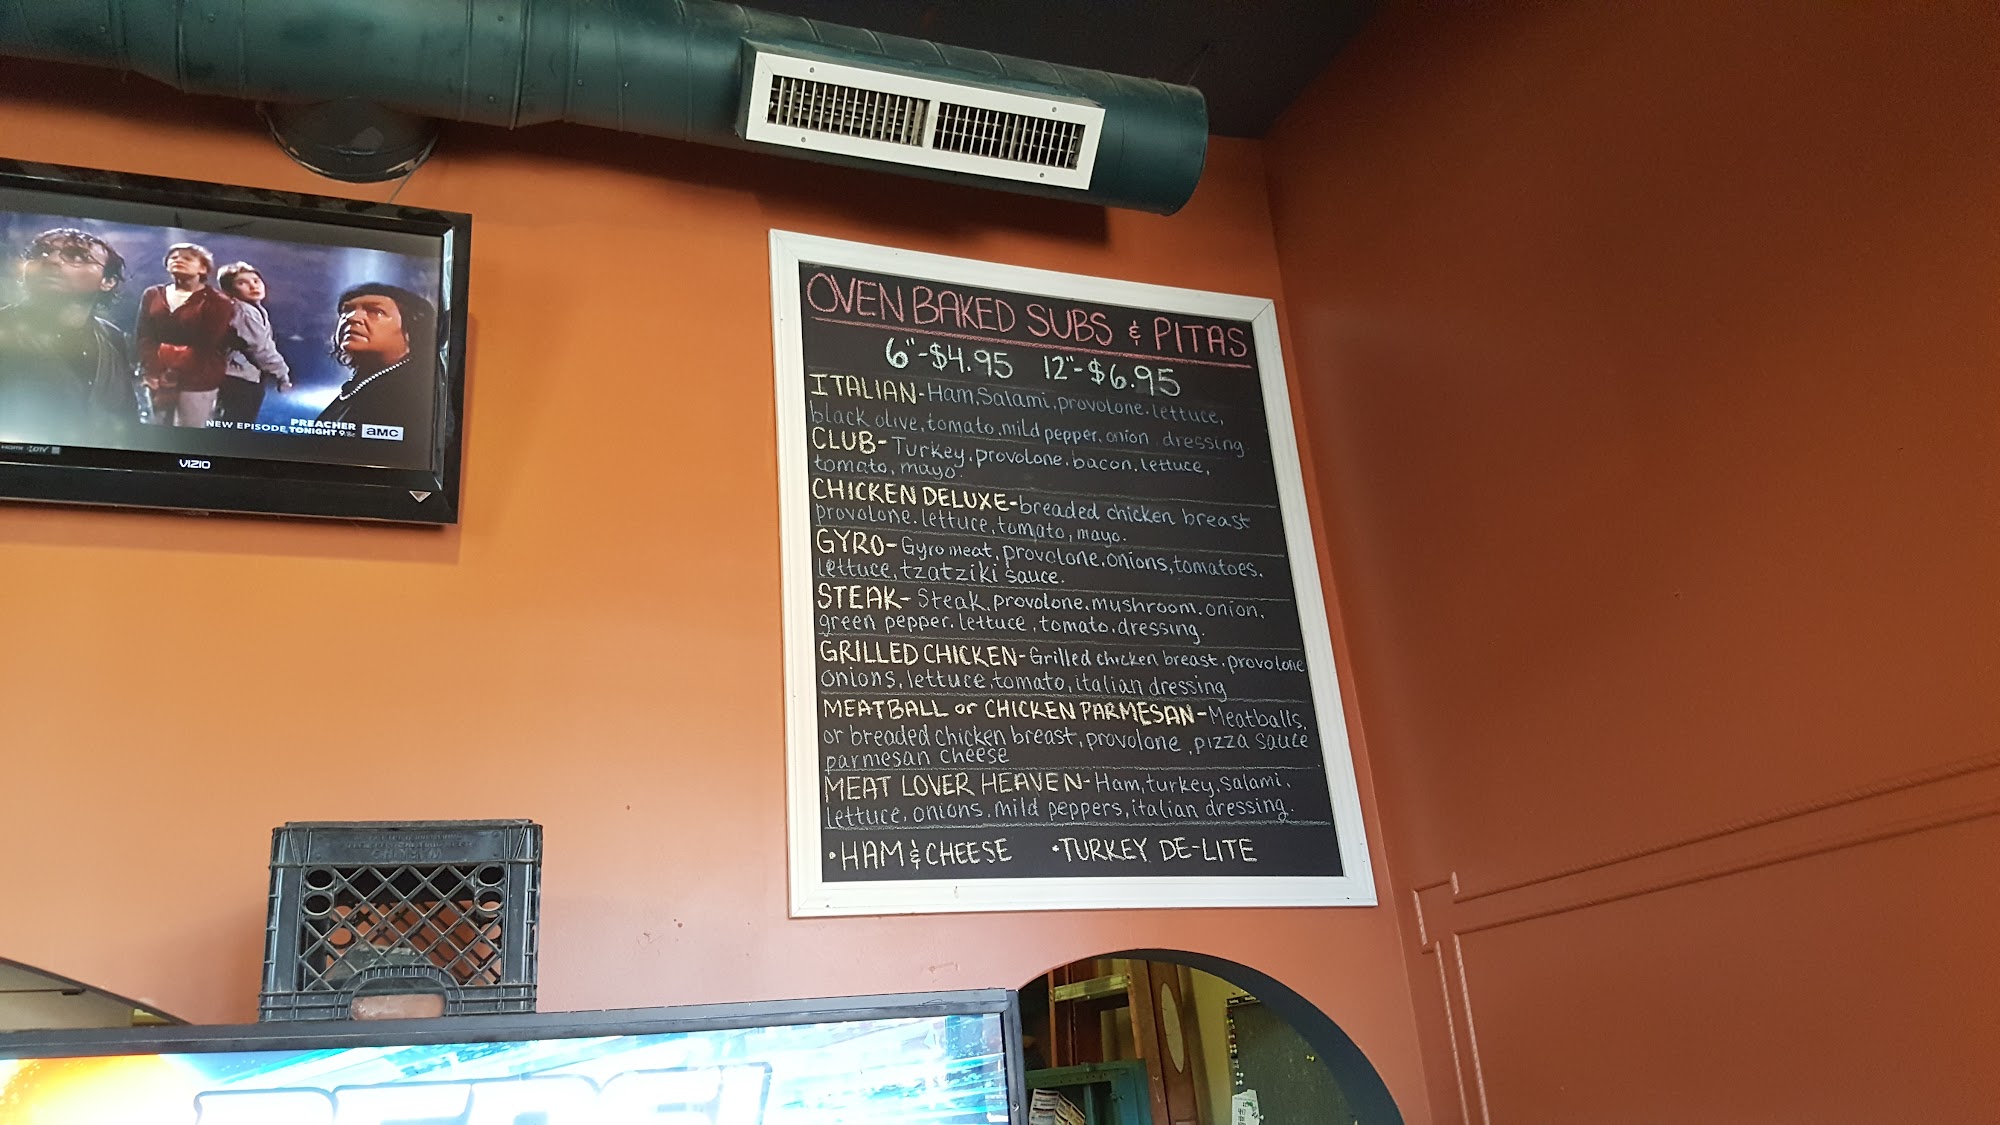 OVEN BAKED SUBS & PITAS
6"-$4.95 12"-$6.95
ITALIAN-Ham, Salami, provolone. lettuce,
black olive, tomato, mild pepper, onion. dressing
CLUB-Turkey, provolone. bacon. lettuce,
tomato, mayo.
CHICKEN DELUXE-breaded chicken breast
provolone. lettuce, tomato, mayo.
GYRO-Gyro meat, provolone, onions, tomatoes.
lettuce, tzatziki sauce.
STEAK-Steak, provolone, mushroom, onion,
green pepper. lettuce, tomato. dressing.
GRILLED CHICKEN-Grilled chicken breast, provolone
onions, lettuce, tomato, italian dressing
MEATBALL or CHICKEN PARMESAN-Meatballs,
or breaded chicken breast, provolone, pizza sauce
parmesan cheese
MEAT LOVER HEAVEN-Ham, turkey, salami,
lettuce, onions, mild peppers, italian dressing.
•HAM & CHEESE •TURKEY DE-LITE
PREACHER
NEW EPISODE TONIGHT 9/8c amc
VIZIO
PEPSI